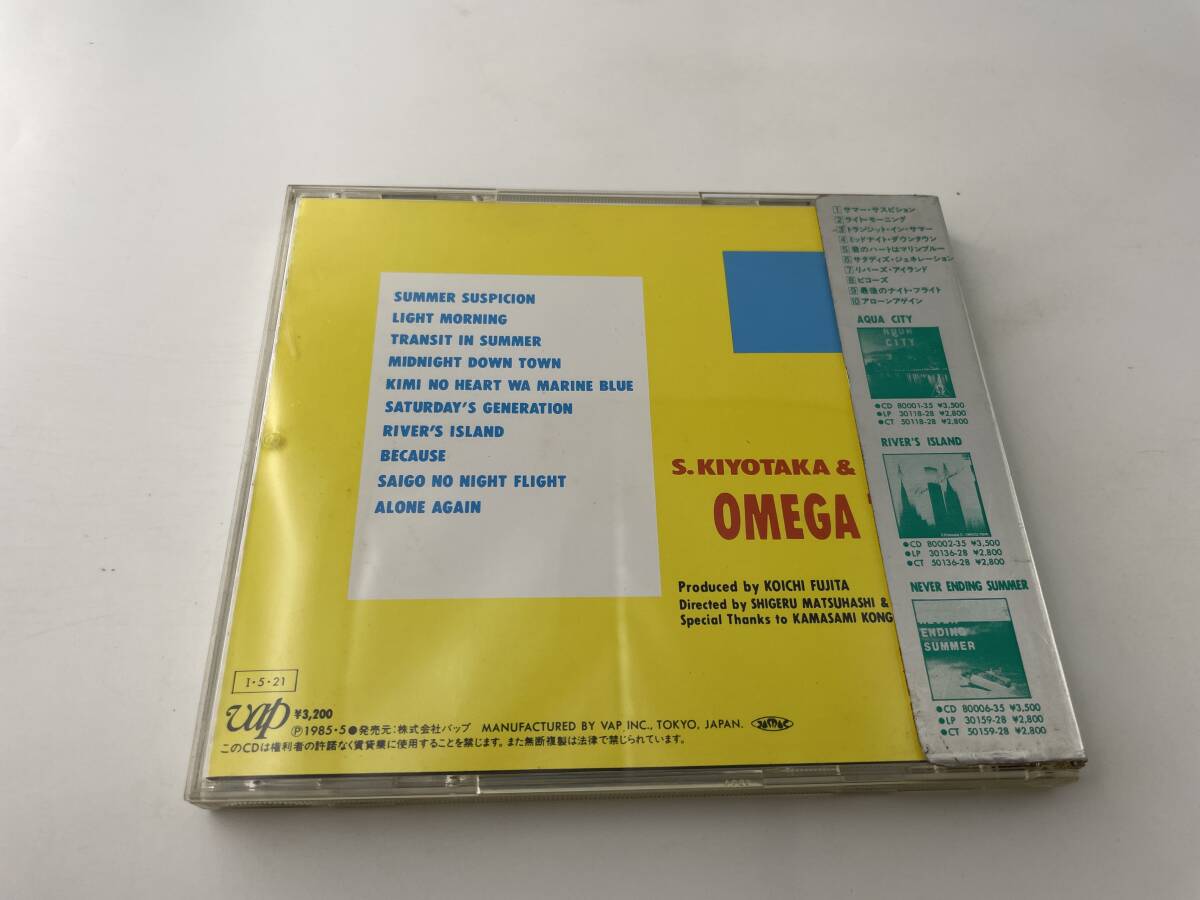 SUMMER SUSPICION
LIGHT MORNING
TRANSIT IN SUMMER
MIDNIGHT DOWN TOWN
KIMI NO HEART WA MARINE BLUE
SATURDAY'S GENERATION
RIVER'S ISLAND
BECAUSE
SAIGO NO NIGHT FLIGHT
ALONE AGAIN
S.KIYOTAKA &
OMEGA
Produced by KOICHI FUJITA
Directed by SHIGERU MATSUHASHI &
Special Thanks to KAMASAMI KONG
I・5・21
vap ¥3,200
Ⓟ1985・5●発売元:株式会社バップ MANUFACTURED BY VAP INC., TOKYO, JAPAN. JASRAC
このCDは権利者の許諾なく賃貸業に使用することを禁じます。また無断複製は法律で禁じられています。
1 サマー・サスピション
2 ライト・モーニング
3 トランジット・イン・サマー
4 ミッドナイト・ダウンタウン
5 君のハートはマリンブルー
6 サタデイズ・ジェネレーション
7 リバーズ・アイランド
8 ビコーズ
9 最後のナイト・フライト
10 アローンアゲイン
AQUA CITY
AQUA
CITY
●CD 80001-35 ¥3,500
●LP 30118-28 ¥2,800
●CT 50118-28 ¥2,800
RIVER'S ISLAND
●CD 80002-35 ¥3,500
●LP 30136-28 ¥2,800
●CT 50136-28 ¥2,800
NEVER ENDING SUMMER
NEVER
ENDING
SUMMER
●CD 80006-35 ¥3,500
●LP 30159-28 ¥2,800
●CT 50159-28 ¥2,800